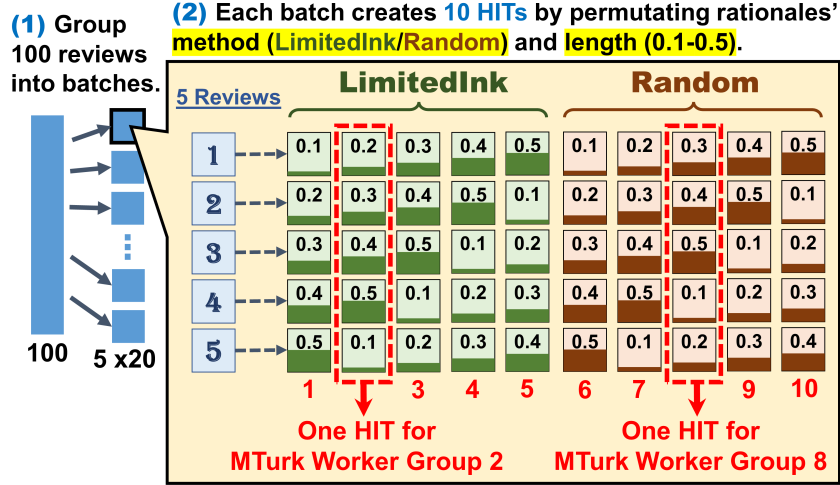 (1) Group
100 reviews
into batches.
(2) Each batch creates 10 HITs by permutating rationales’
method (LimitedInk/Random) and length (0.1-0.5).
5 Reviews
LimitedInk
Random
1 0.1 0.2 0.3 0.4 0.5 0.1 0.2 0.3 0.4 0.5
2 0.2 0.3 0.4 0.5 0.1 0.2 0.3 0.4 0.5 0.1
3 0.3 0.4 0.5 0.1 0.2 0.3 0.4 0.5 0.1 0.2
4 0.4 0.5 0.1 0.2 0.3 0.4 0.5 0.1 0.2 0.3
5 0.5 0.1 0.2 0.3 0.4 0.5 0.1 0.2 0.3 0.4
100
5 x20
1 3 4 5 6 7 9 10
One HIT for
MTurk Worker Group 2
One HIT for
MTurk Worker Group 8